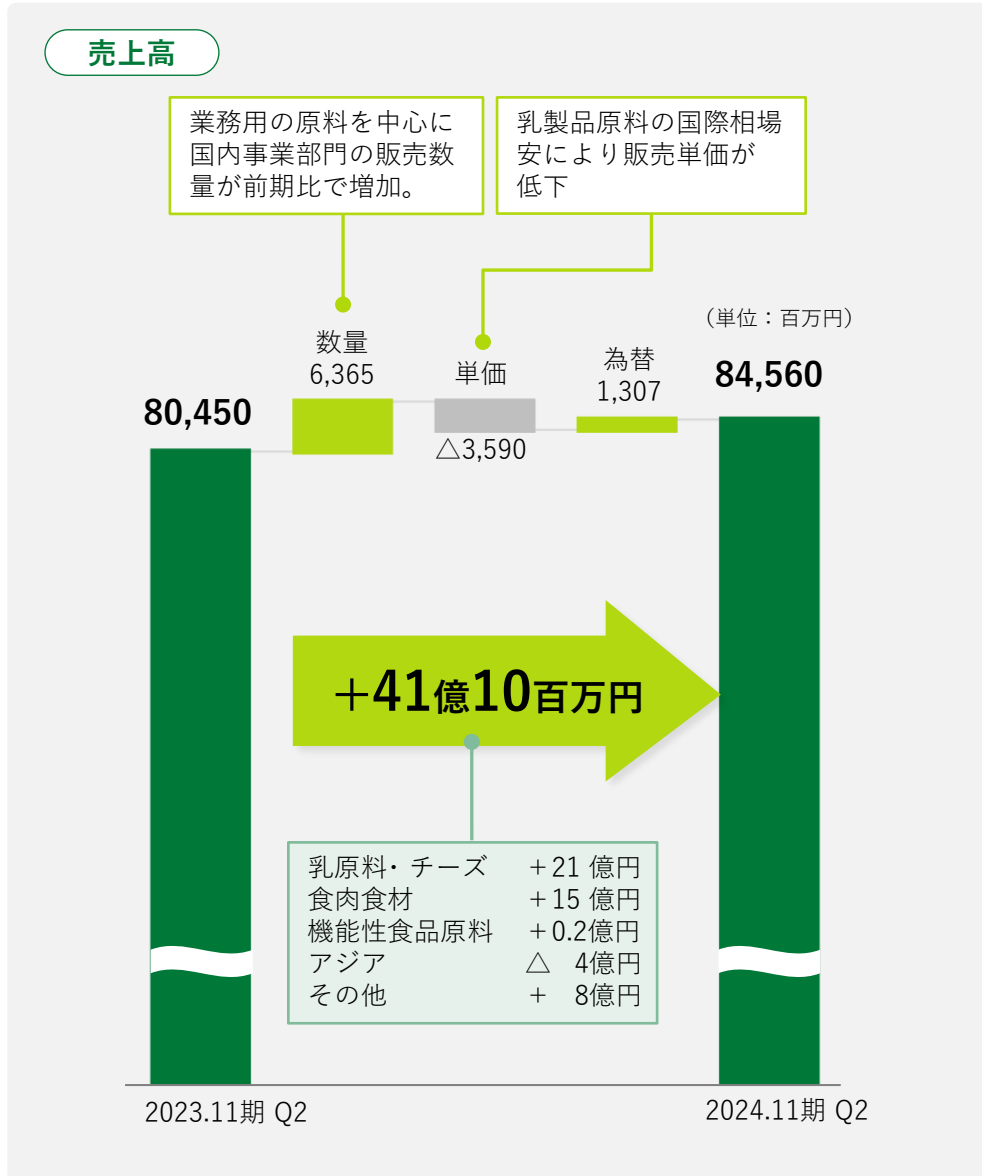 売上高
業務用の原料を中心に
国内事業部門の販売数
量が前期比で増加。
乳製品原料の国際相場
安により販売単価が
低下
（単位：百万円）
80,450
数量
6,365
単価
△3,590
為替
1,307
84,560
＋41億10百万円
乳原料・チーズ ＋21 億円
食肉食材 ＋15 億円
機能性食品原料 ＋0.2億円
アジア △ 4億円
その他 ＋ 8億円
2023.11期 Q2
2024.11期 Q2